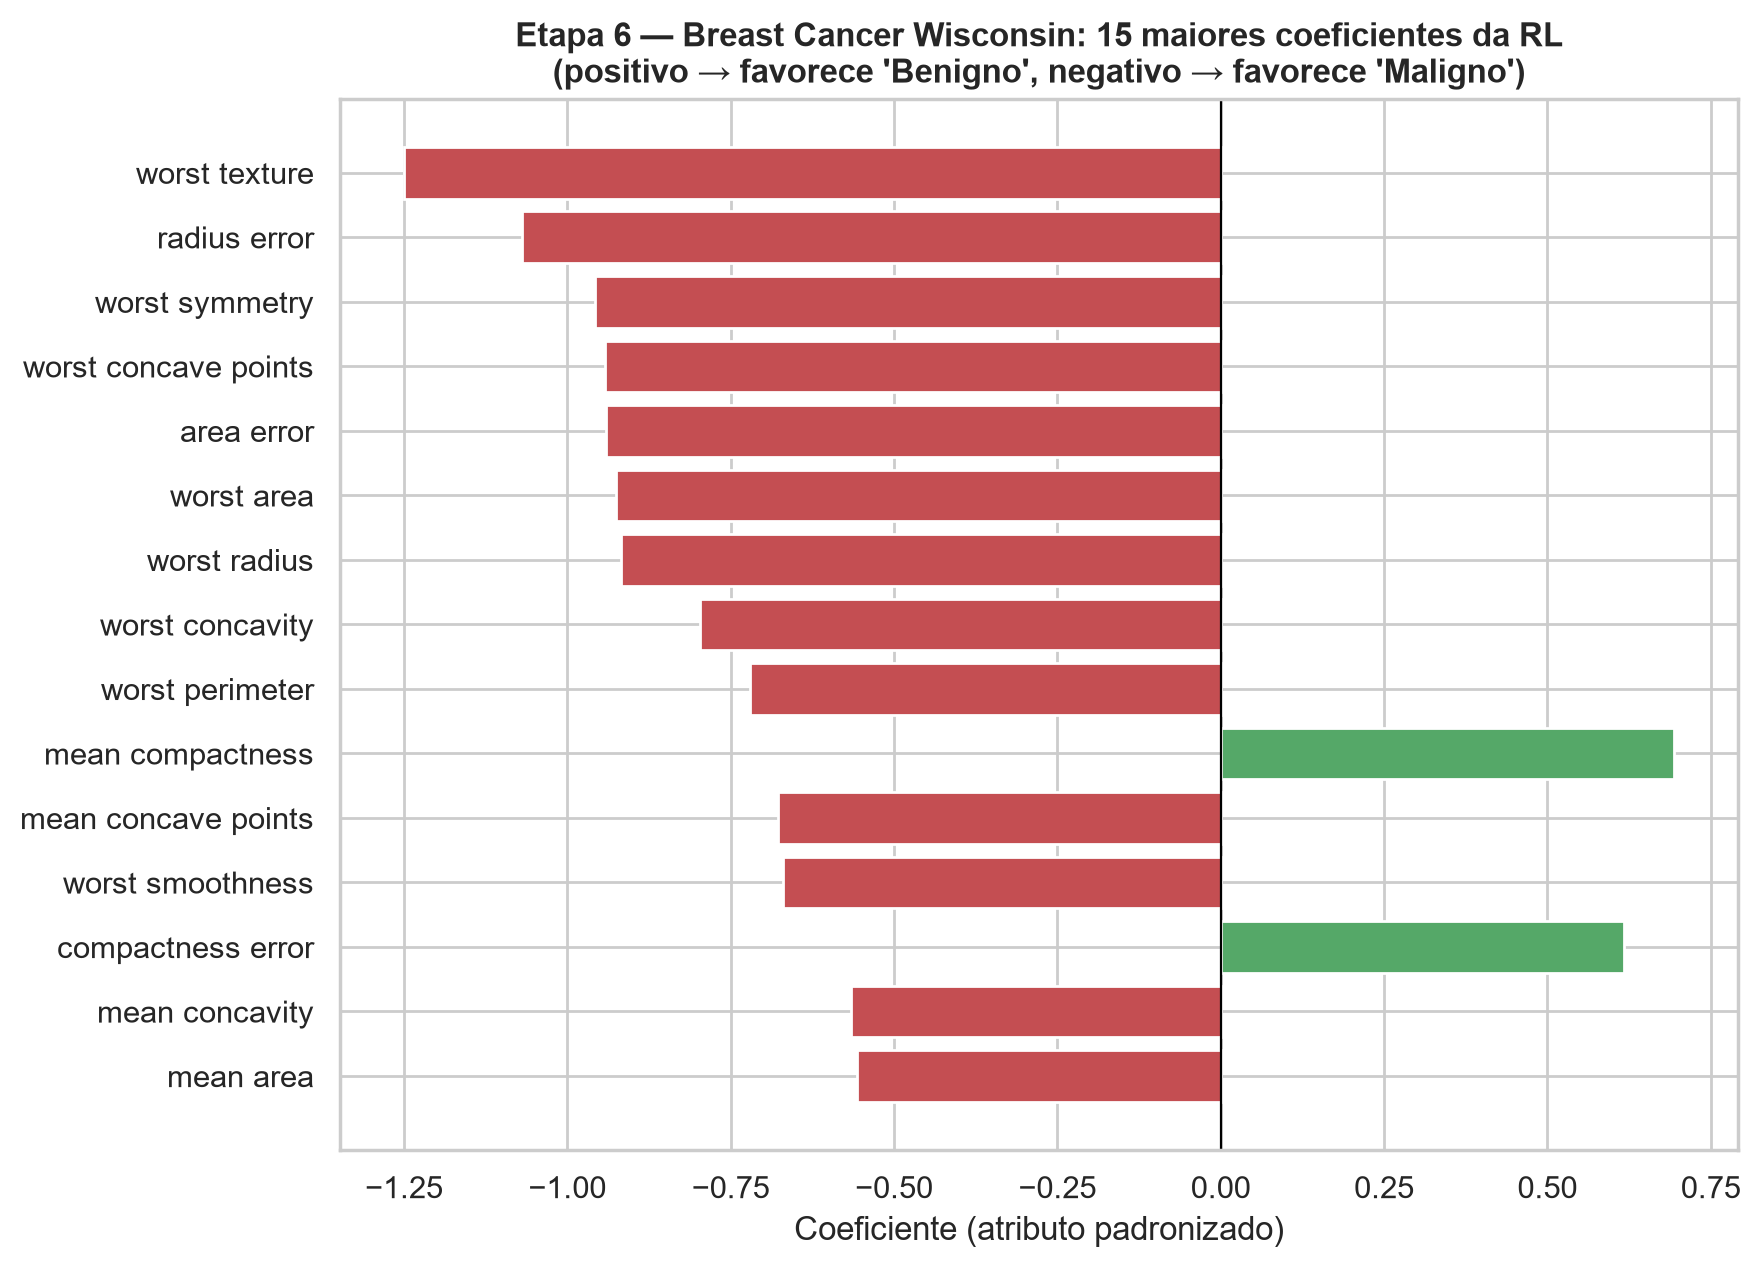 Etapa 6 — Breast Cancer Wisconsin: 15 maiores coeficientes da RL
(positivo → favorece 'Benigno', negativo → favorece 'Maligno')
worst texture
radius error
worst symmetry
worst concave points
area error
worst area
worst radius
worst concavity
worst perimeter
mean compactness
mean concave points
worst smoothness
compactness error
mean concavity
mean area
−1.25 −1.00 −0.75 −0.50 −0.25 0.00 0.25 0.50 0.75
Coeficiente (atributo padronizado)